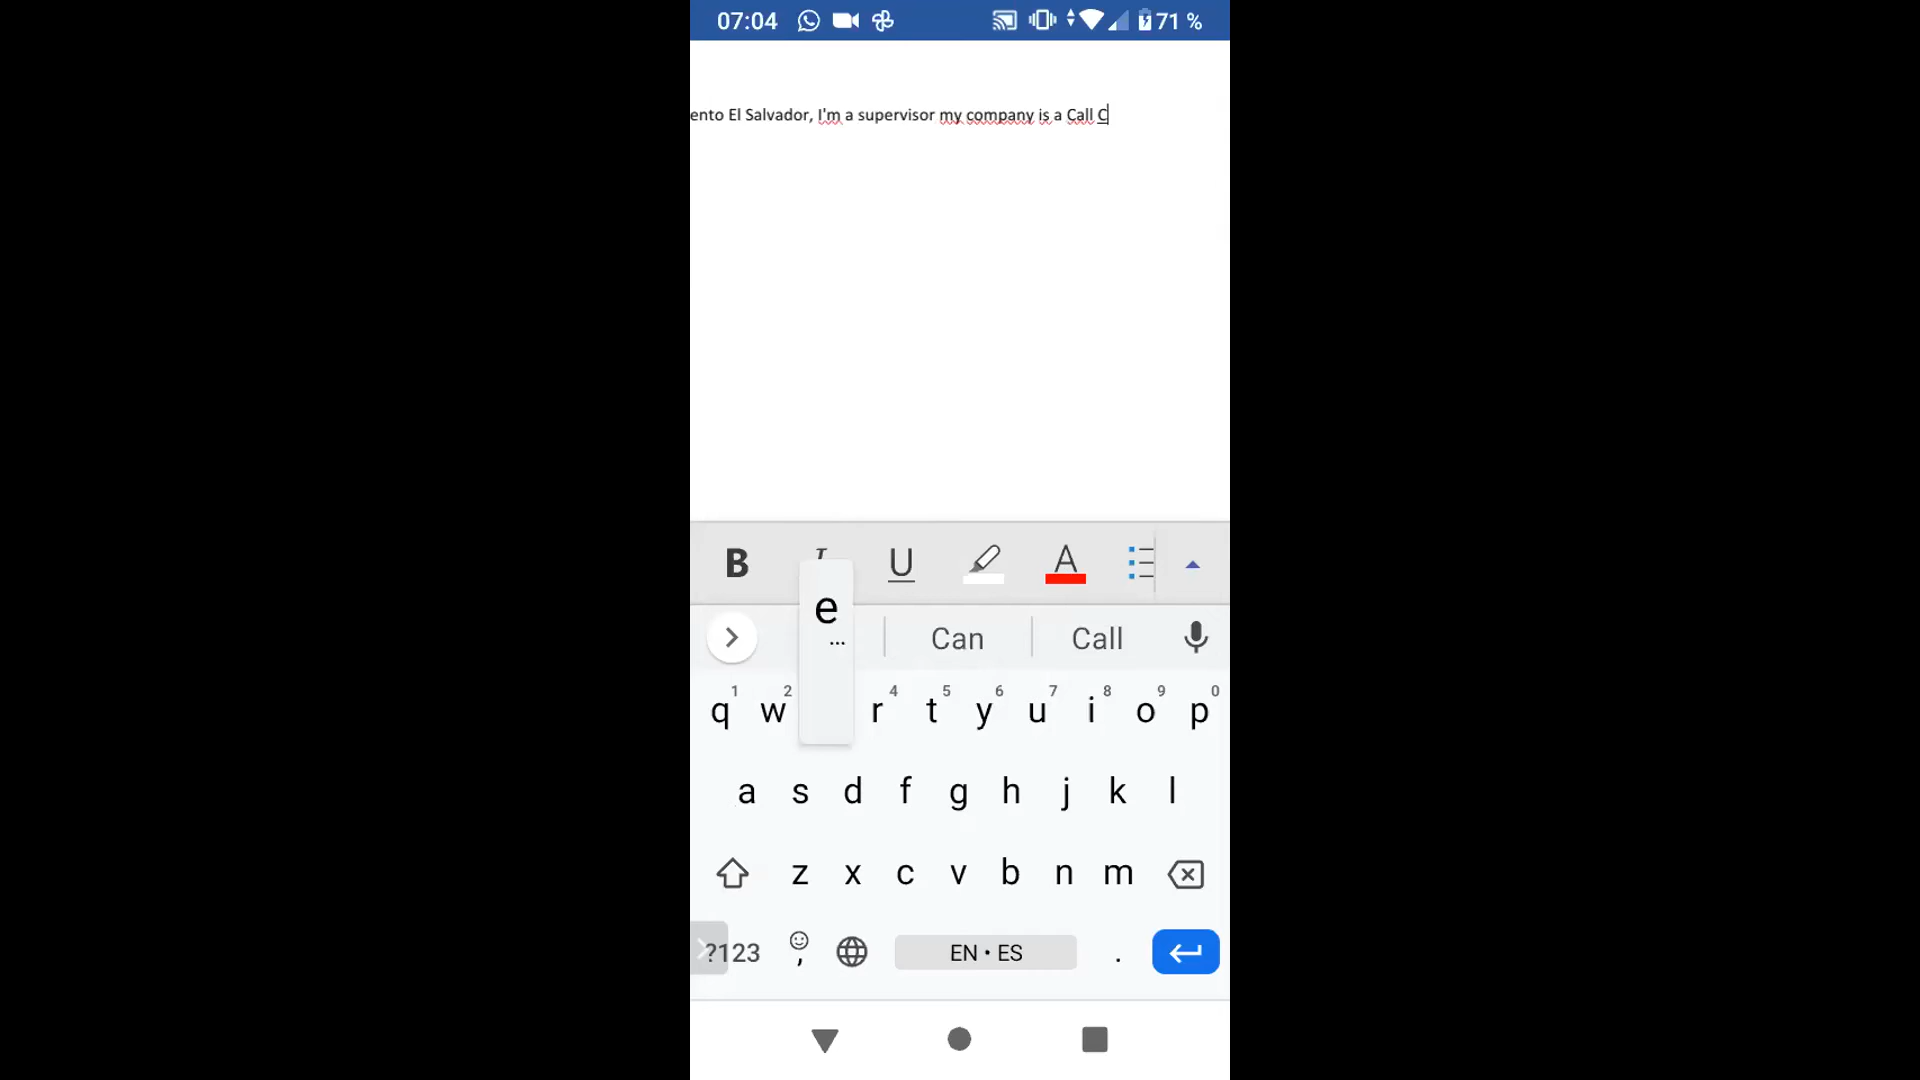 07:04 71 %
ento El Salvador, I'm a supervisor my company is a Call C
B I U A
e
...
Can Call
1 2 4 5 6 7 8 9 0
q w r t y u i o p
a s d f g h j k l
z x c v b n m
?123 , EN • ES .